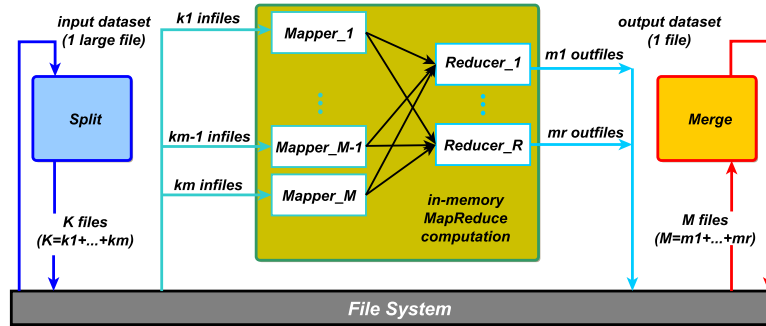 input dataset
(1 large file)
Split
K files
(K=k1+...+km)
k1 infiles
km-1 infiles
km infiles
Mapper_1
Mapper_M-1
Mapper_M
Reducer_1
Reducer_R
in-memory
MapReduce
computation
m1 outfiles
mr outfiles
output dataset
(1 file)
Merge
M files
(M=m1+...+mr)
File System